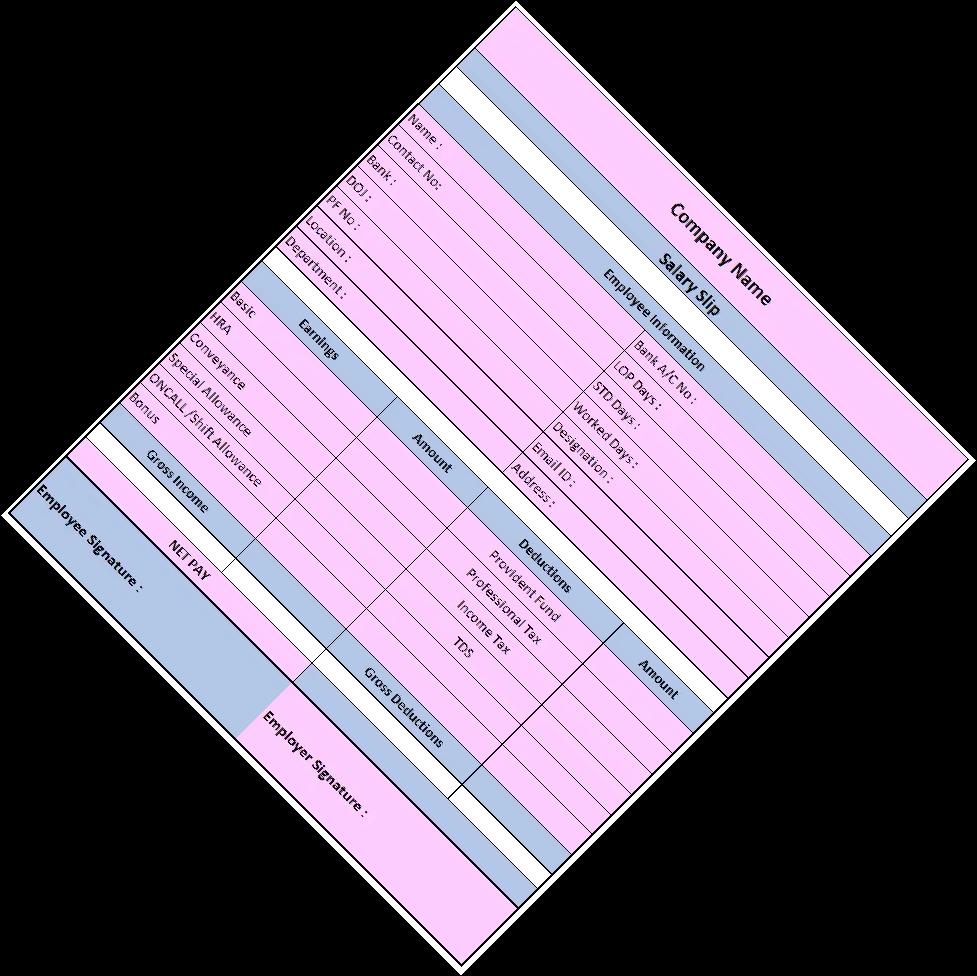 Company Name
Salary Slip
Employee Information
Name : Bank A/C No :
Contact No: LOP Days :
Bank : STD Days :
DOJ : Worked Days :
PF No : Designation :
Location : Email ID :
Department : Address :
Earnings Amount Deductions Amount
Basic Provident Fund
HRA Professional Tax
Conveyance Income Tax
Special Allowance TDS
ONCALL /Shift Allowance
Bonus
Gross Income Gross Deductions
NET PAY
Employee Signature : Employer Signature :